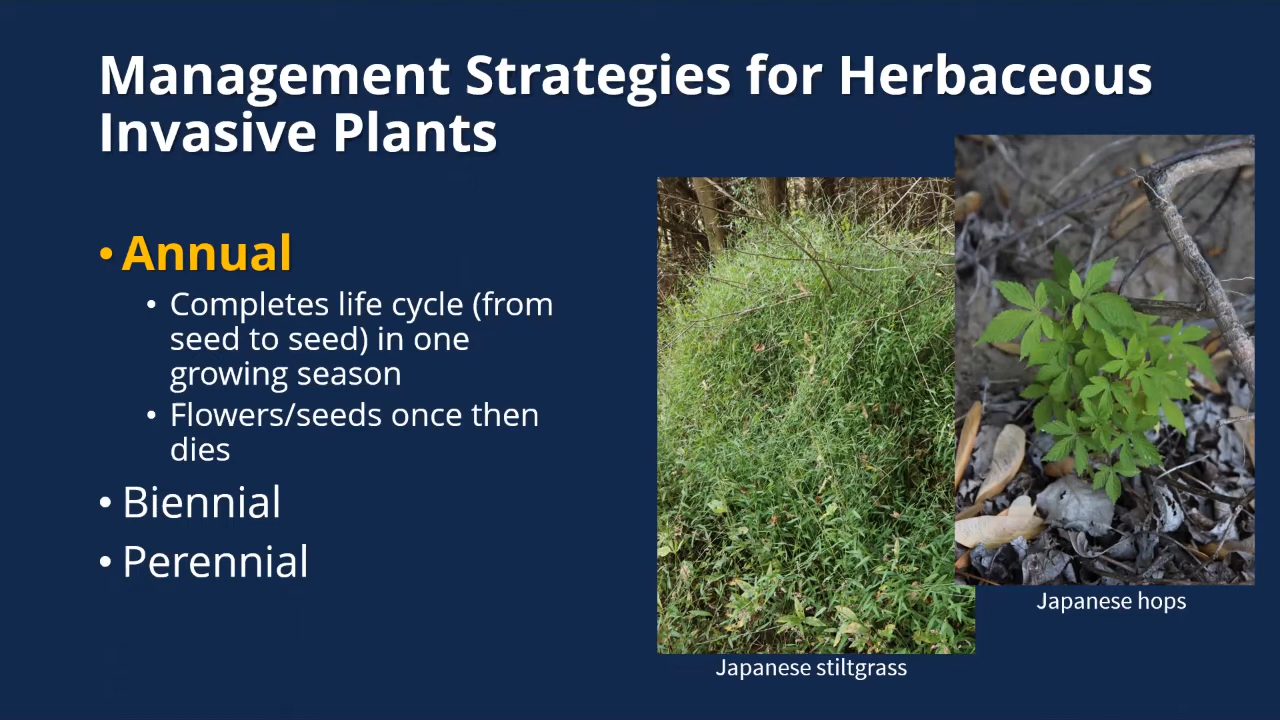 Management Strategies for Herbaceous
Invasive Plants
• Annual
• Completes life cycle (from
seed to seed) in one
growing season
• Flowers/seeds once then
dies
• Biennial
• Perennial
Japanese hops
Japanese stiltgrass